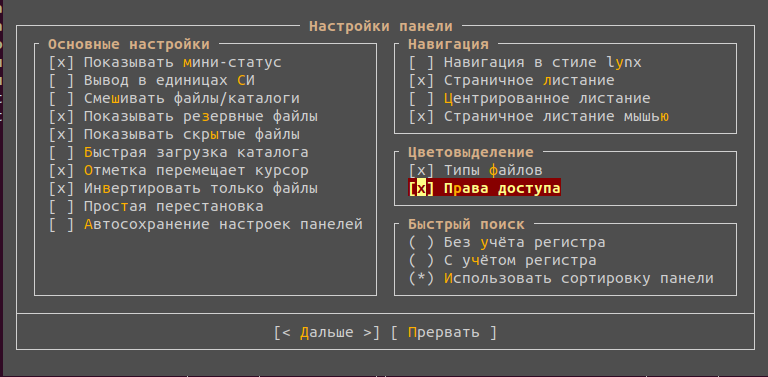 Настройки панели
Основные настройки
[x] Показывать мини-статус
[ ] Вывод в единицах СИ
[ ] Смешивать файлы/каталоги
[x] Показывать резервные файлы
[x] Показывать скрытые файлы
[ ] Быстрая загрузка каталога
[x] Отметка перемещает курсор
[x] Инвертировать только файлы
[ ] Простая перестановка
[ ] Автосохранение настроек панелей
Навигация
[ ] Навигация в стиле lynx
[x] Страничное листание
[ ] Центрированное листание
[x] Страничное листание мышью
Цветовыделение
[x] Типы файлов
[x] Права доступа
Быстрый поиск
( ) Без учёта регистра
( ) С учётом регистра
(*) Использовать сортировку панели
[< Дальше >] [ Прервать ]